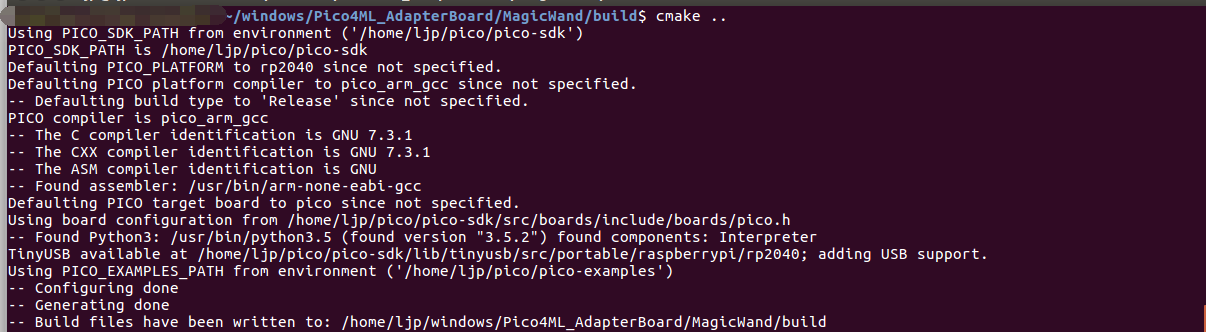 ~/windows/Pico4ML_AdapterBoard/MagicWand/build$ cmake ..
Using PICO_SDK_PATH from environment ('/home/ljp/pico/pico-sdk')
PICO_SDK_PATH is /home/ljp/pico/pico-sdk
Defaulting PICO_PLATFORM to rp2040 since not specified.
Defaulting PICO platform compiler to pico_arm_gcc since not specified.
-- Defaulting build type to 'Release' since not specified.
PICO compiler is pico_arm_gcc
-- The C compiler identification is GNU 7.3.1
-- The CXX compiler identification is GNU 7.3.1
-- The ASM compiler identification is GNU
-- Found assembler: /usr/bin/arm-none-eabi-gcc
Defaulting PICO target board to pico since not specified.
Using board configuration from /home/ljp/pico/pico-sdk/src/boards/include/boards/pico.h
-- Found Python3: /usr/bin/python3.5 (found version "3.5.2") found components: Interpreter
TinyUSB available at /home/ljp/pico/pico-sdk/lib/tinyusb/src/portable/raspberrypi/rp2040; adding USB support.
Using PICO_EXAMPLES_PATH from environment ('/home/ljp/pico/pico-examples')
-- Configuring done
-- Generating done
-- Build files have been written to: /home/ljp/windows/Pico4ML_AdapterBoard/MagicWand/build